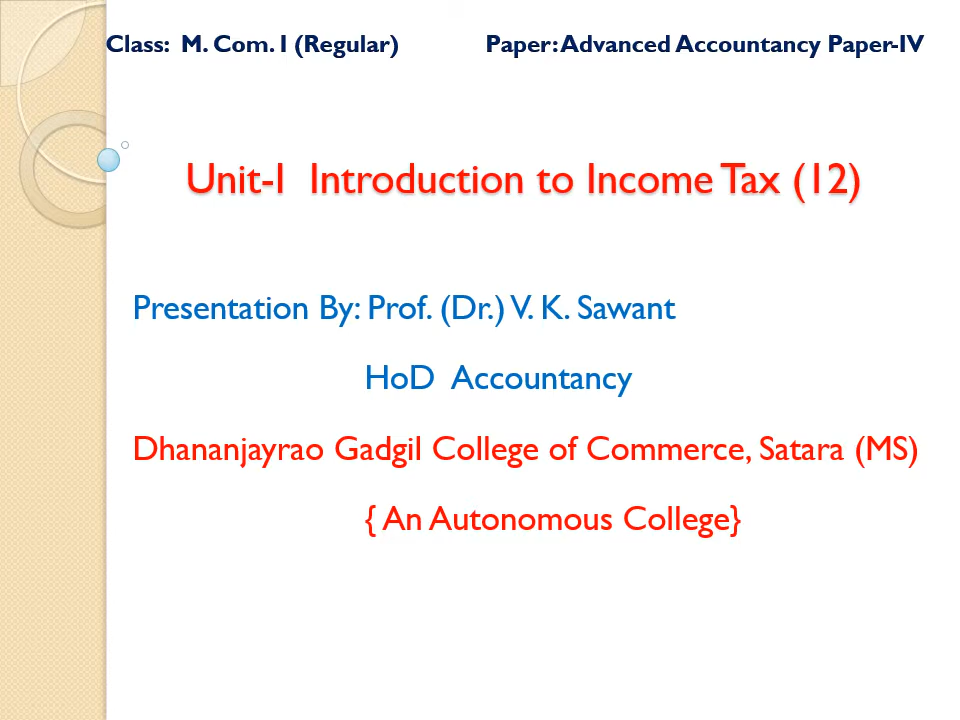 Class: M. Com. I (Regular) Paper: Advanced Accountancy Paper-IV
Unit-I Introduction to Income Tax (12)
Presentation By: Prof. (Dr.) V. K. Sawant
HoD Accountancy
Dhananjayrao Gadgil College of Commerce, Satara (MS)
{ An Autonomous College}